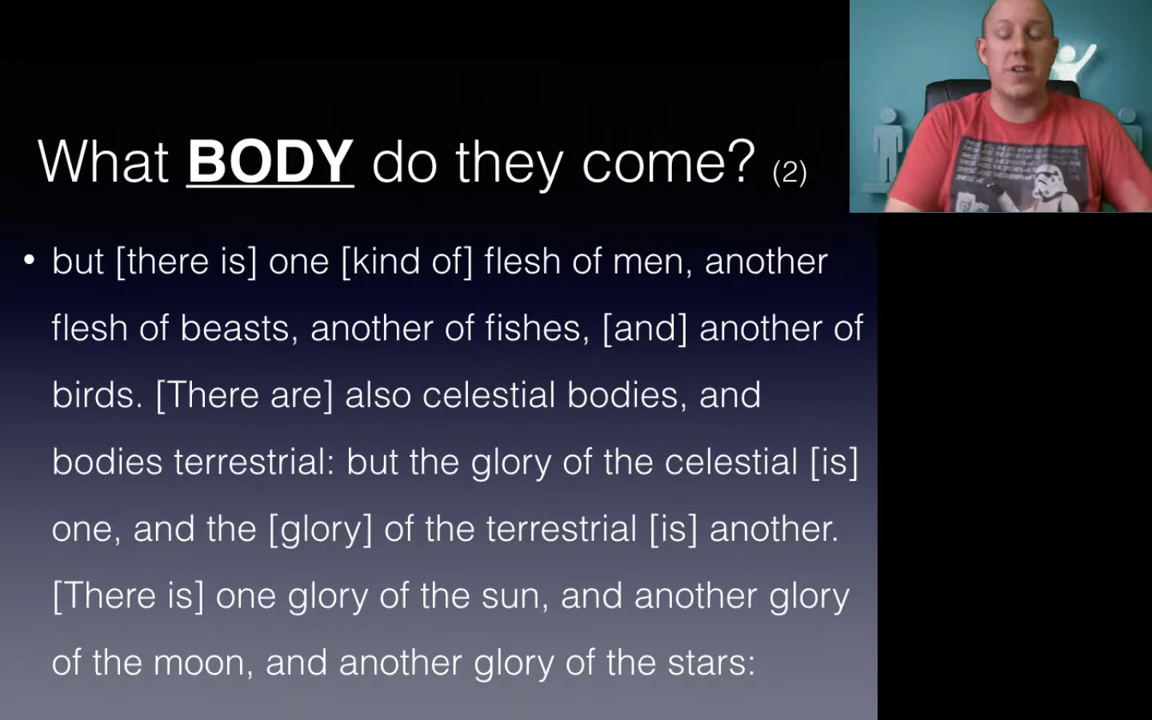 What BODY do they come? (2)
• but [there is] one [kind of] flesh of men, another
flesh of beasts, another of fishes, [and] another of
birds. [There are] also celestial bodies, and
bodies terrestrial: but the glory of the celestial [is]
one, and the [glory] of the terrestrial [is] another.
[There is] one glory of the sun, and another glory
of the moon, and another glory of the stars: